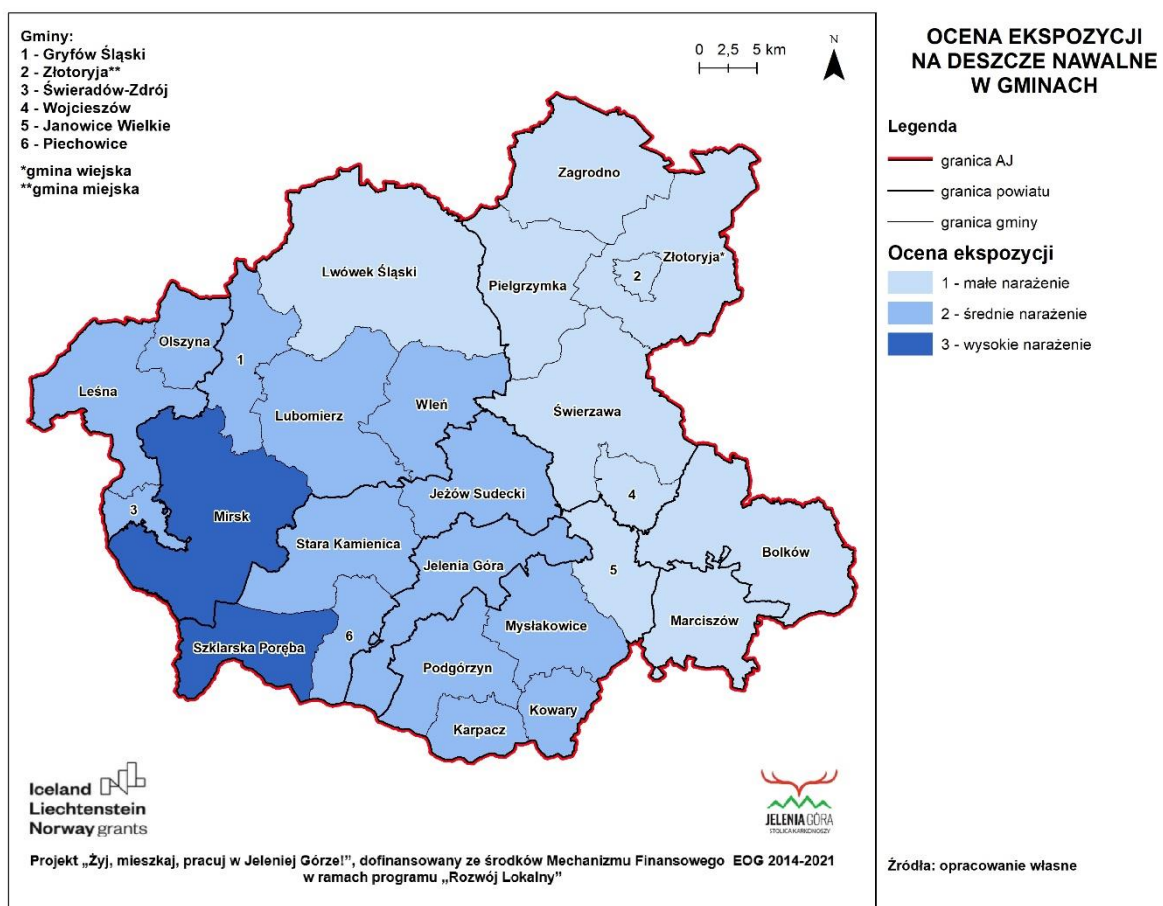 Gminy:
1 - Gryfów Śląski
2 - Złotoryja**
3 - Świeradów-Zdrój
4 - Wojcieszów
5 - Janowice Wielkie
6 - Piechowice
*gmina wiejska
**gmina miejska
0 2,5 5 km
N
Zagrodno
Złotoryja*
2
Pielgrzymka
Lwówek Śląski
Olszyna
1
Leśna
Lubomierz
Wleń
Świerzawa
4
Mirsk
3
Jeżów Sudecki
Stara Kamienica
Jelenia Góra
Bolków
5
Marciszów
Mysłakowice
6
Szklarska Poręba
Podgórzyn
Kowary
Karpacz
Iceland
Liechtenstein
Norway grants
JELENIA GÓRA
STOLICA KARKONOSZY
Projekt „Żyj, mieszkaj, pracuj w Jeleniej Górze!”, dofinansowany ze środków Mechanizmu Finansowego EOG 2014-2021
w ramach programu „Rozwój Lokalny”
OCENA EKSPOZYCJI
NA DESZCZE NAWALNE
W GMINACH
Legenda
granica AJ
granica powiatu
granica gminy
Ocena ekspozycji
1 - małe narażenie
2 - średnie narażenie
3 - wysokie narażenie
Źródła: opracowanie własne